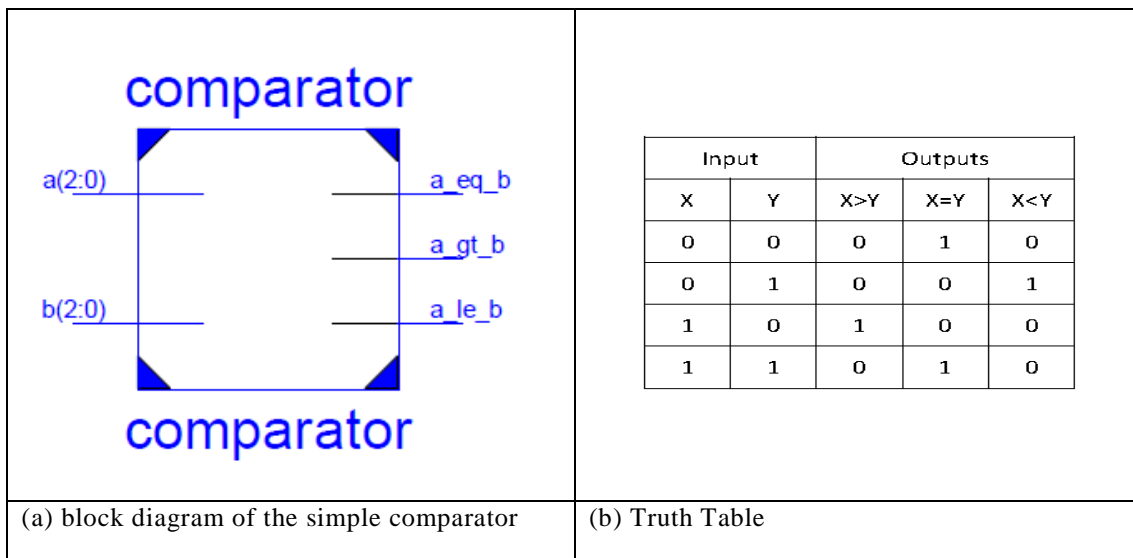 comparator
a(2:0)
a_eq_b
a_gt_b
b(2:0)
a_le_b
comparator
(a) block diagram of the simple comparator
Input Outputs
X Y X>Y X=Y X<Y
0 0 0 1 0
0 1 0 0 1
1 0 1 0 0
1 1 0 1 0
(b) Truth Table